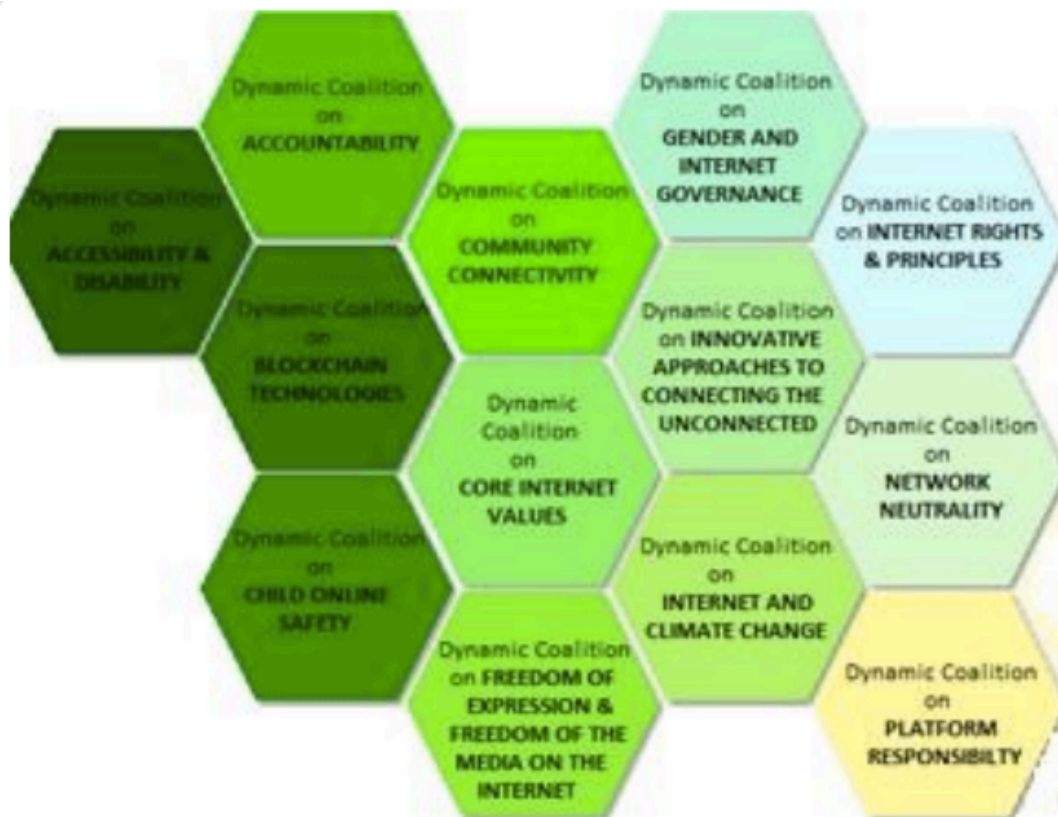 Dynamic Coalition
on
ACCESSIBILITY &
DISABILITY
Dynamic Coalition
on
ACCOUNTABILITY
Dynamic Coalition
on
BLOCKCHAIN
TECHNOLOGIES
Dynamic Coalition
on
CHILD ONLINE
SAFETY
Dynamic Coalition
on
COMMUNITY
CONNECTIVITY
Dynamic
Coalition
on
CORE INTERNET
VALUES
Dynamic Coalition
on FREEDOM OF
EXPRESSION &
FREEDOM OF THE
MEDIA ON THE
INTERNET
Dynamic Coalition
on
GENDER AND
INTERNET
GOVERNANCE
Dynamic Coalition
on INNOVATIVE
APPROACHES TO
CONNECTING THE
UNCONNECTED
Dynamic Coalition
on
INTERNET AND
CLIMATE CHANGE
Dynamic Coalition
on INTERNET RIGHTS
& PRINCIPLES
Dynamic Coalition
on
NETWORK
NEUTRALITY
Dynamic Coalition
on
PLATFORM
RESPONSIBILTY